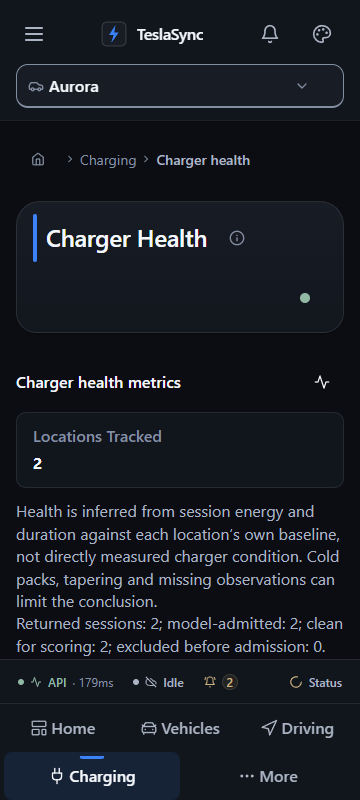 TeslaSync
Aurora
Charging
Charger health
Charger Health
Charger health metrics
Locations Tracked
2
Health is inferred from session energy and
duration against each location's own baseline,
not directly measured charger condition. Cold
packs, tapering and missing observations can
limit the conclusion.
Returned sessions: 2; model-admitted: 2; clean
for scoring: 2; excluded before admission: 0.
API · 179ms
Idle
2
Status
Home
Vehicles
Driving
Charging
More